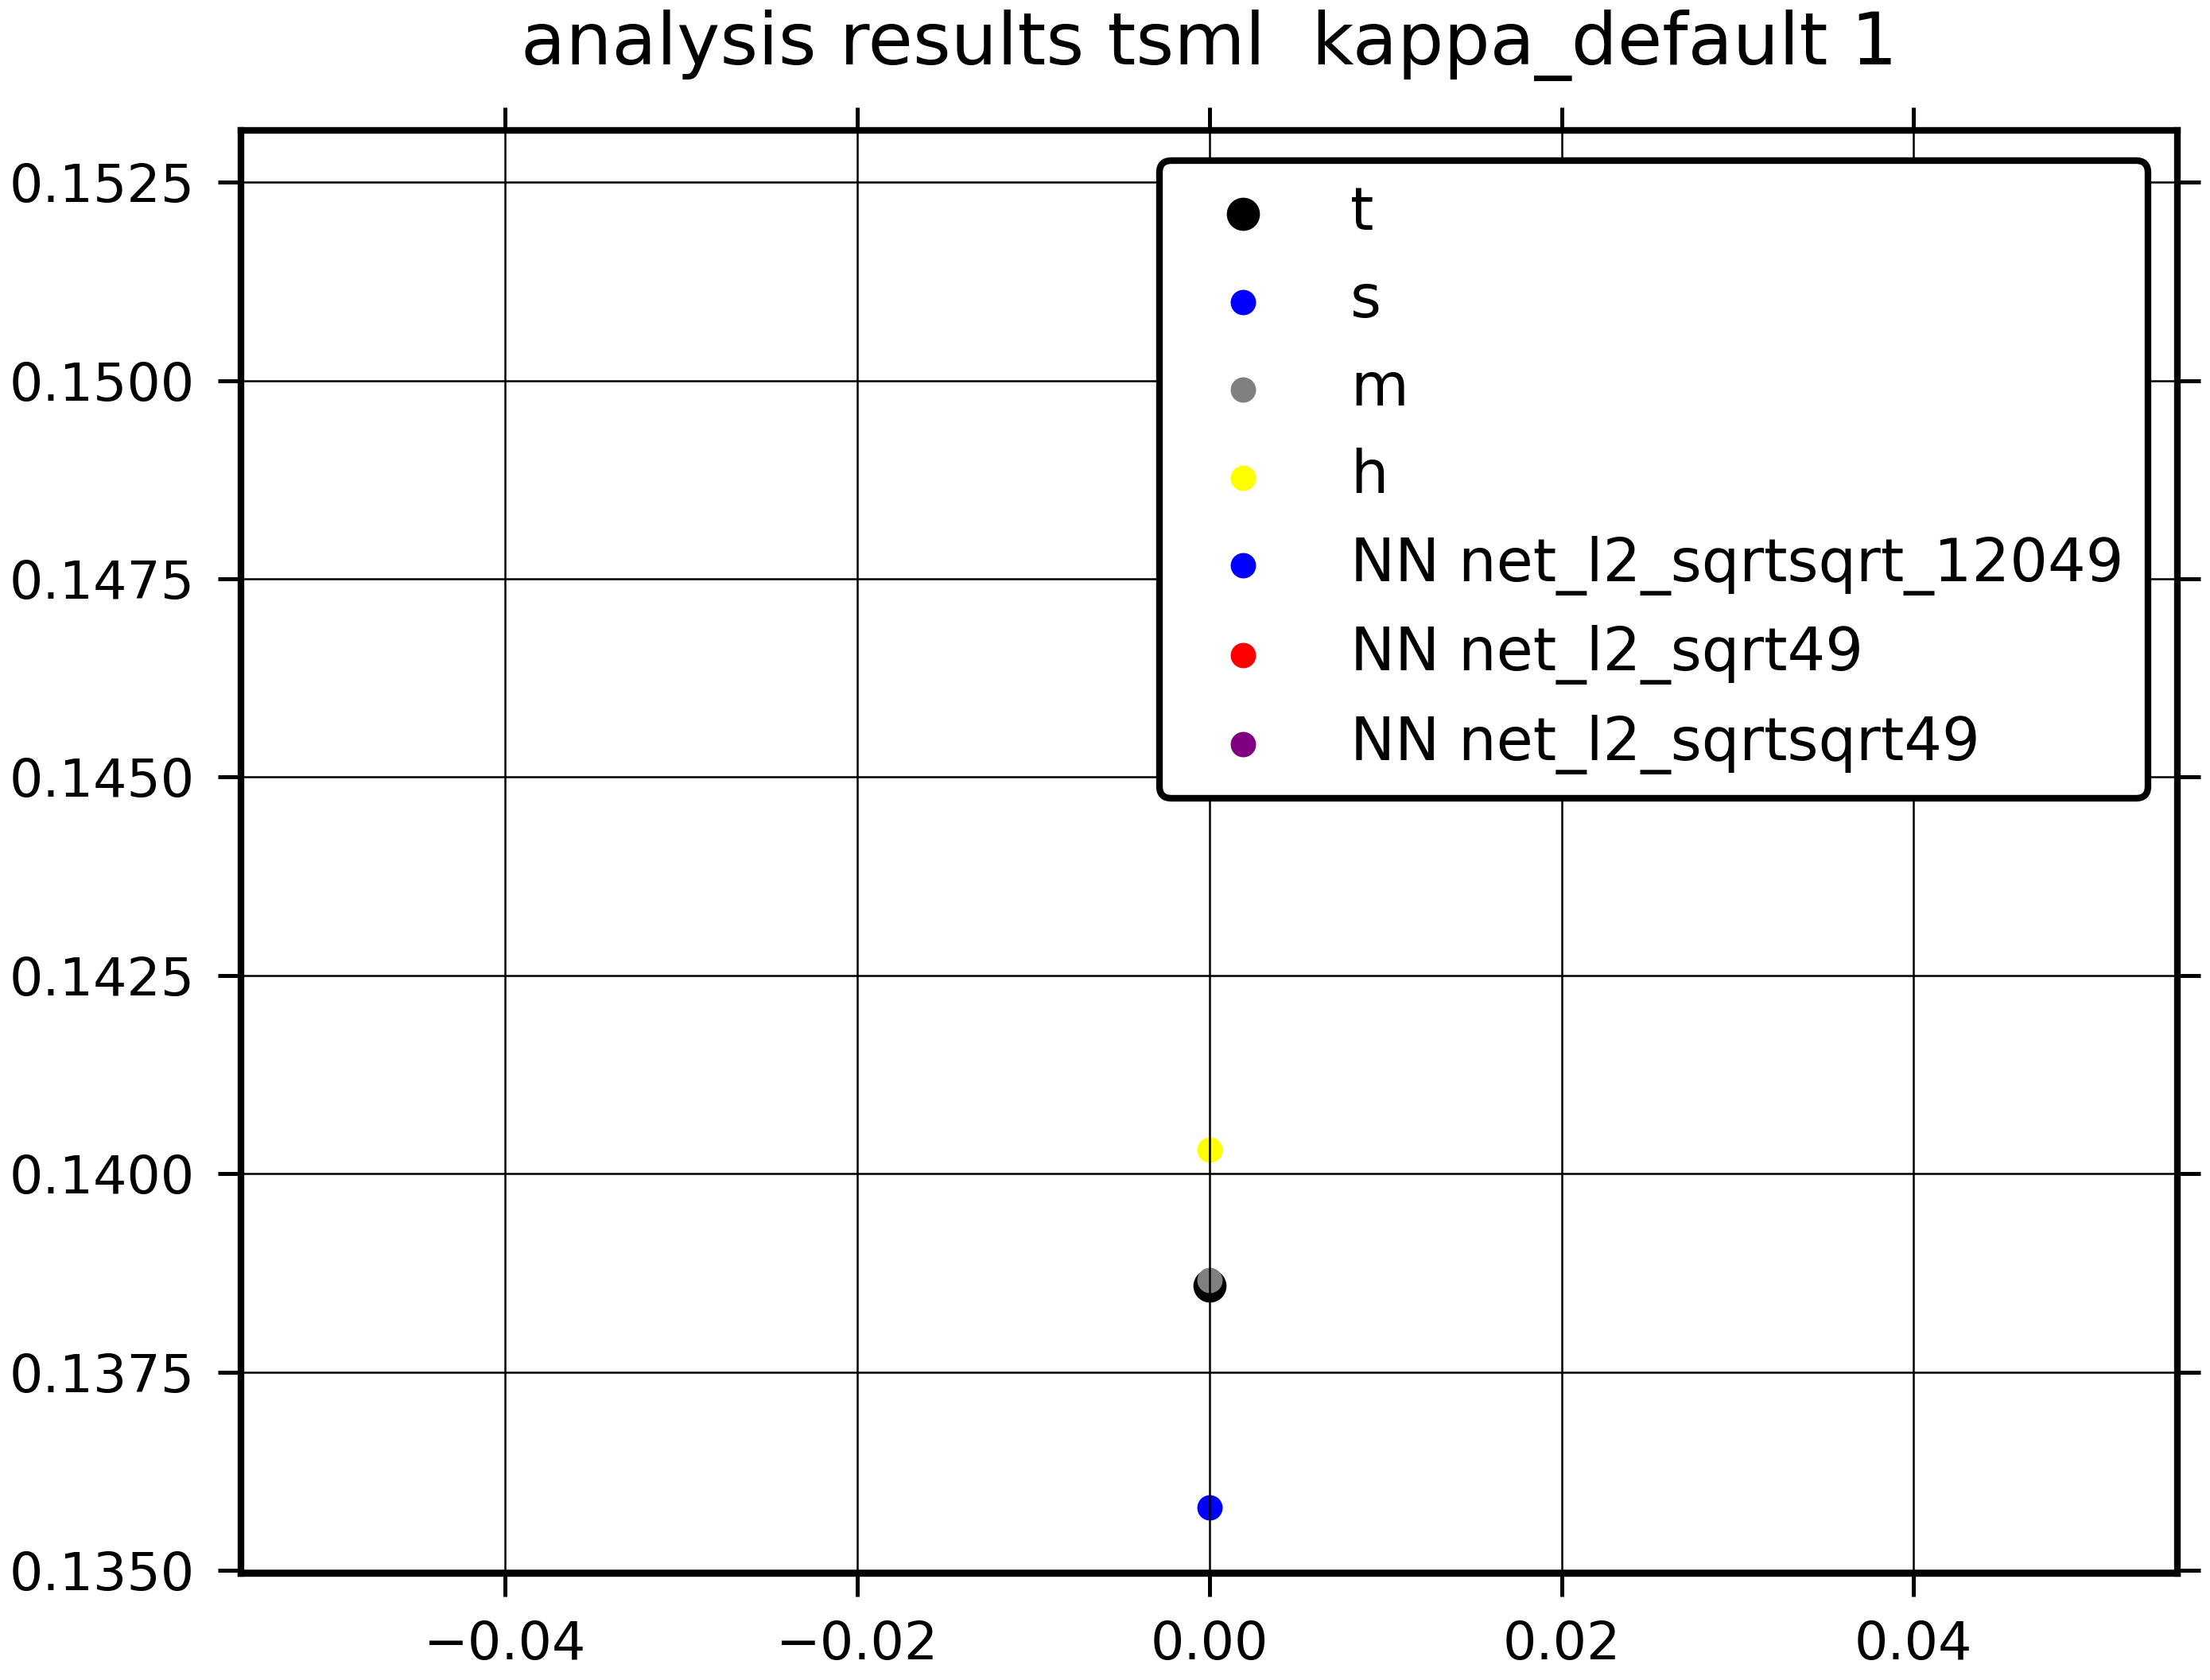 analysis results tsml  kappa_default 1
0.1525
0.1500
0.1475
0.1450
0.1425
0.1400
0.1375
0.1350
t
s
m
h
NN net_l2_sqrtsqrt_12049
NN net_l2_sqrt49
NN net_l2_sqrtsqrt49
−0.04 −0.02 0.00 0.02 0.04